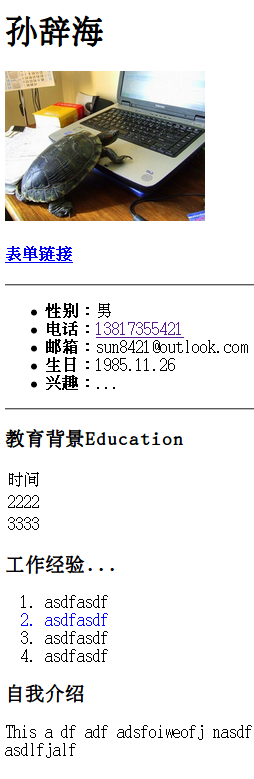 孙辞海
表单链接
性别：男
电话：13817355421
邮箱：sun8421@outlook.com
生日：1985.11.26
兴趣：...
教育背景Education
时间
2222
3333
工作经验...
1. asdfasdf
2. asdfasdf
3. asdfasdf
4. asdfasdf
自我介绍
This a df adf adsfoiweofj nasdf
asdlfjalf